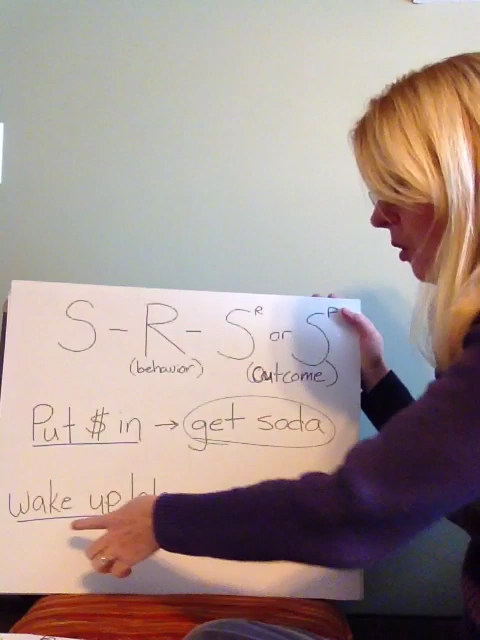 S - R - S^R or S^P
(behavior) (Outcome)
Put $ in → get soda
wake up